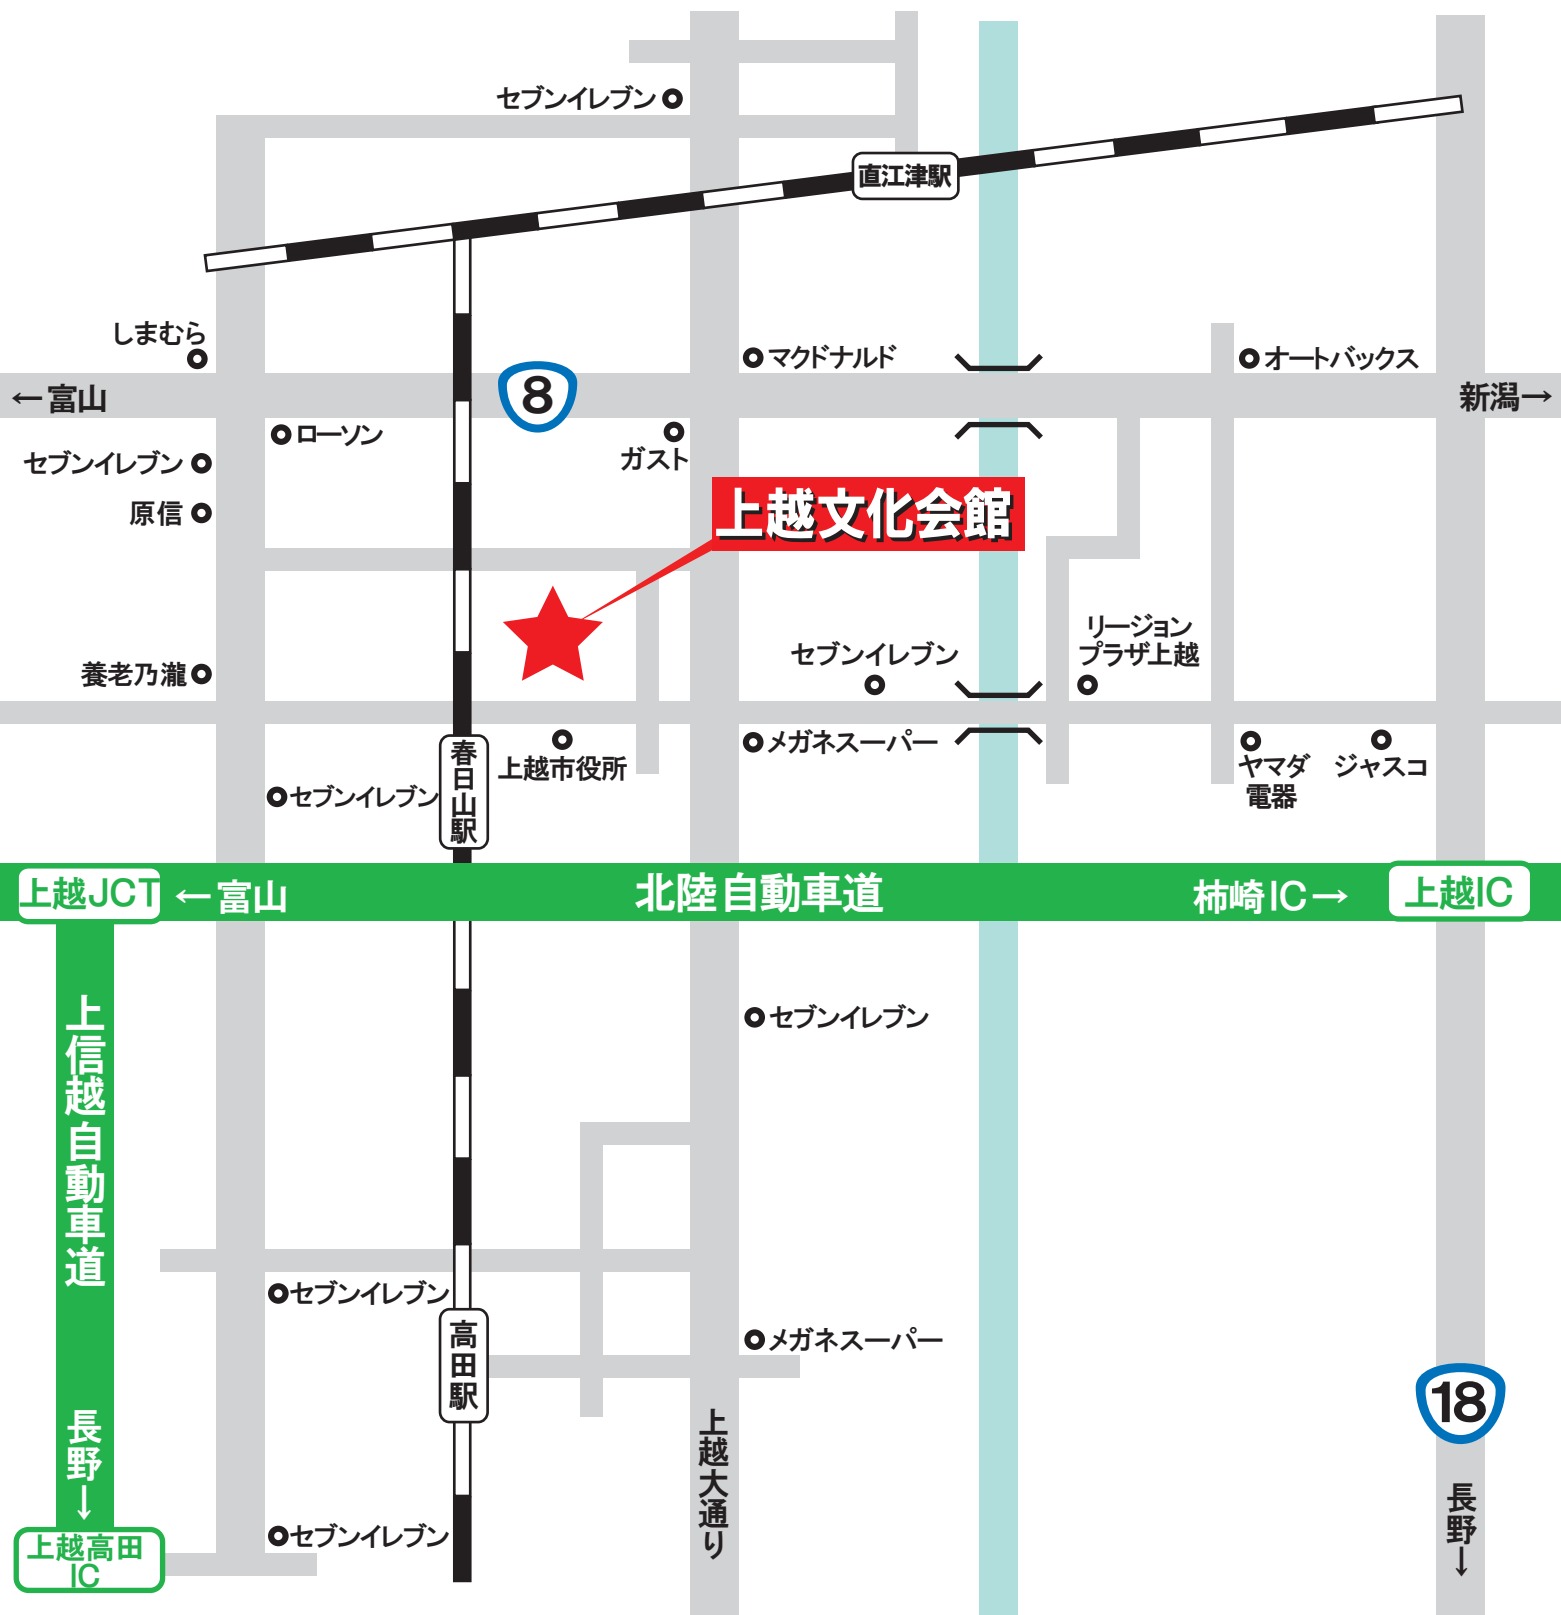 セブンイレブン
直江津駅
しまむら
マクドナルド
オートバックス
←富山
8
新潟→
ローソン
ガスト
セブンイレブン
原信
上越文化会館
リージョン
プラザ上越
セブンイレブン
養老乃瀧
春日山駅
上越市役所
メガネスーパー
ヤマダ
電器
ジャスコ
セブンイレブン
上越JCT
←富山
北陸自動車道
柿崎IC→
上越IC
上信越自動車道
セブンイレブン
セブンイレブン
高田駅
メガネスーパー
18
長野→
上越大通り
長野→
セブンイレブン
上越高田
IC